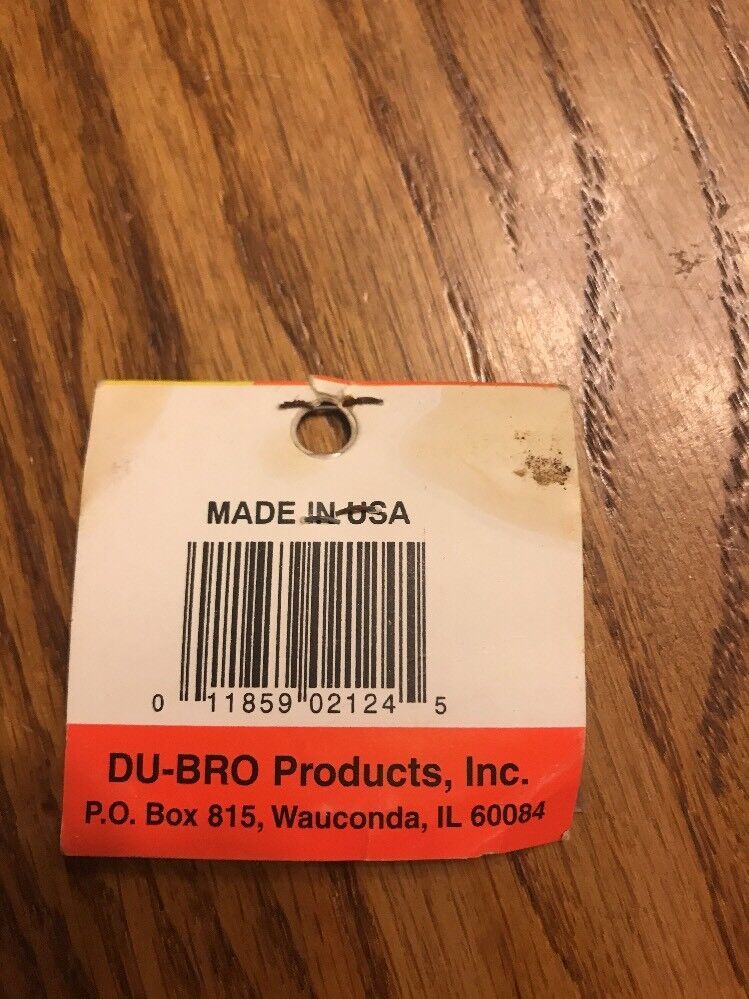 MADE IN USA
0 11859 02124 5
DU-BRO Products, Inc.
P.O. Box 815, Wauconda, IL 60084